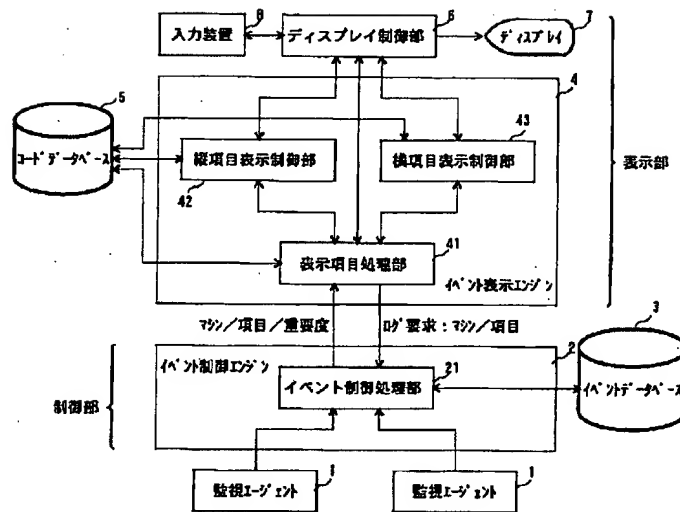 8
入力装置
6
ディスプレイ制御部
7
ディスプレイ
4
5
コードデータベース
縦項目表示制御部
42
43
横項目表示制御部
表示部
41
表示項目処理部
イベント表示エンジン
マシン/項目/重要度
ログ要求:マシン/項目
3
イベントデータベース
2
イベント制御エンジン
21
イベント制御処理部
制御部
1
監視エージェント
1
監視エージェント